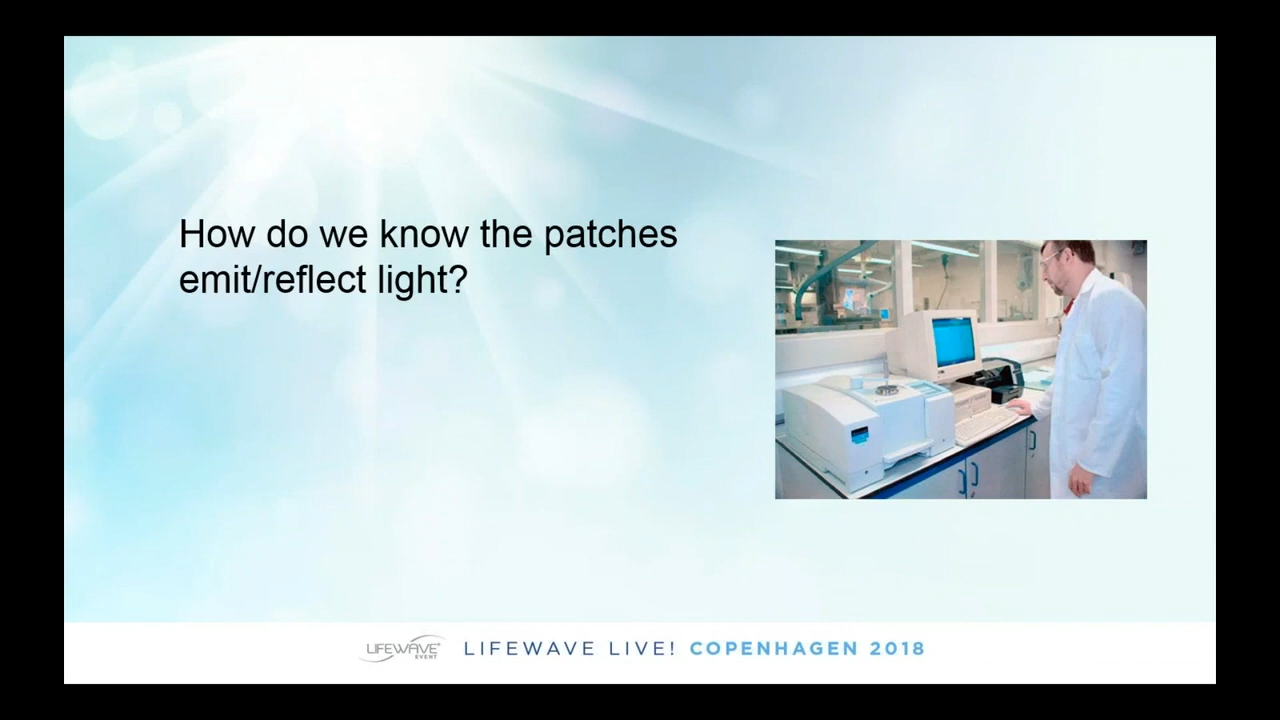 How do we know the patches
emit/reflect light?
LIFEWAVE
EVENT
LIFEWAVE LIVE! COPENHAGEN 2018